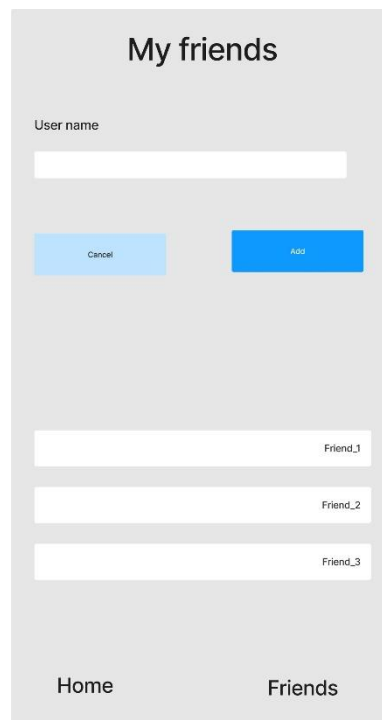 My friends
User name
Cancel
Add
Friend_1
Friend_2
Friend_3
Home
Friends